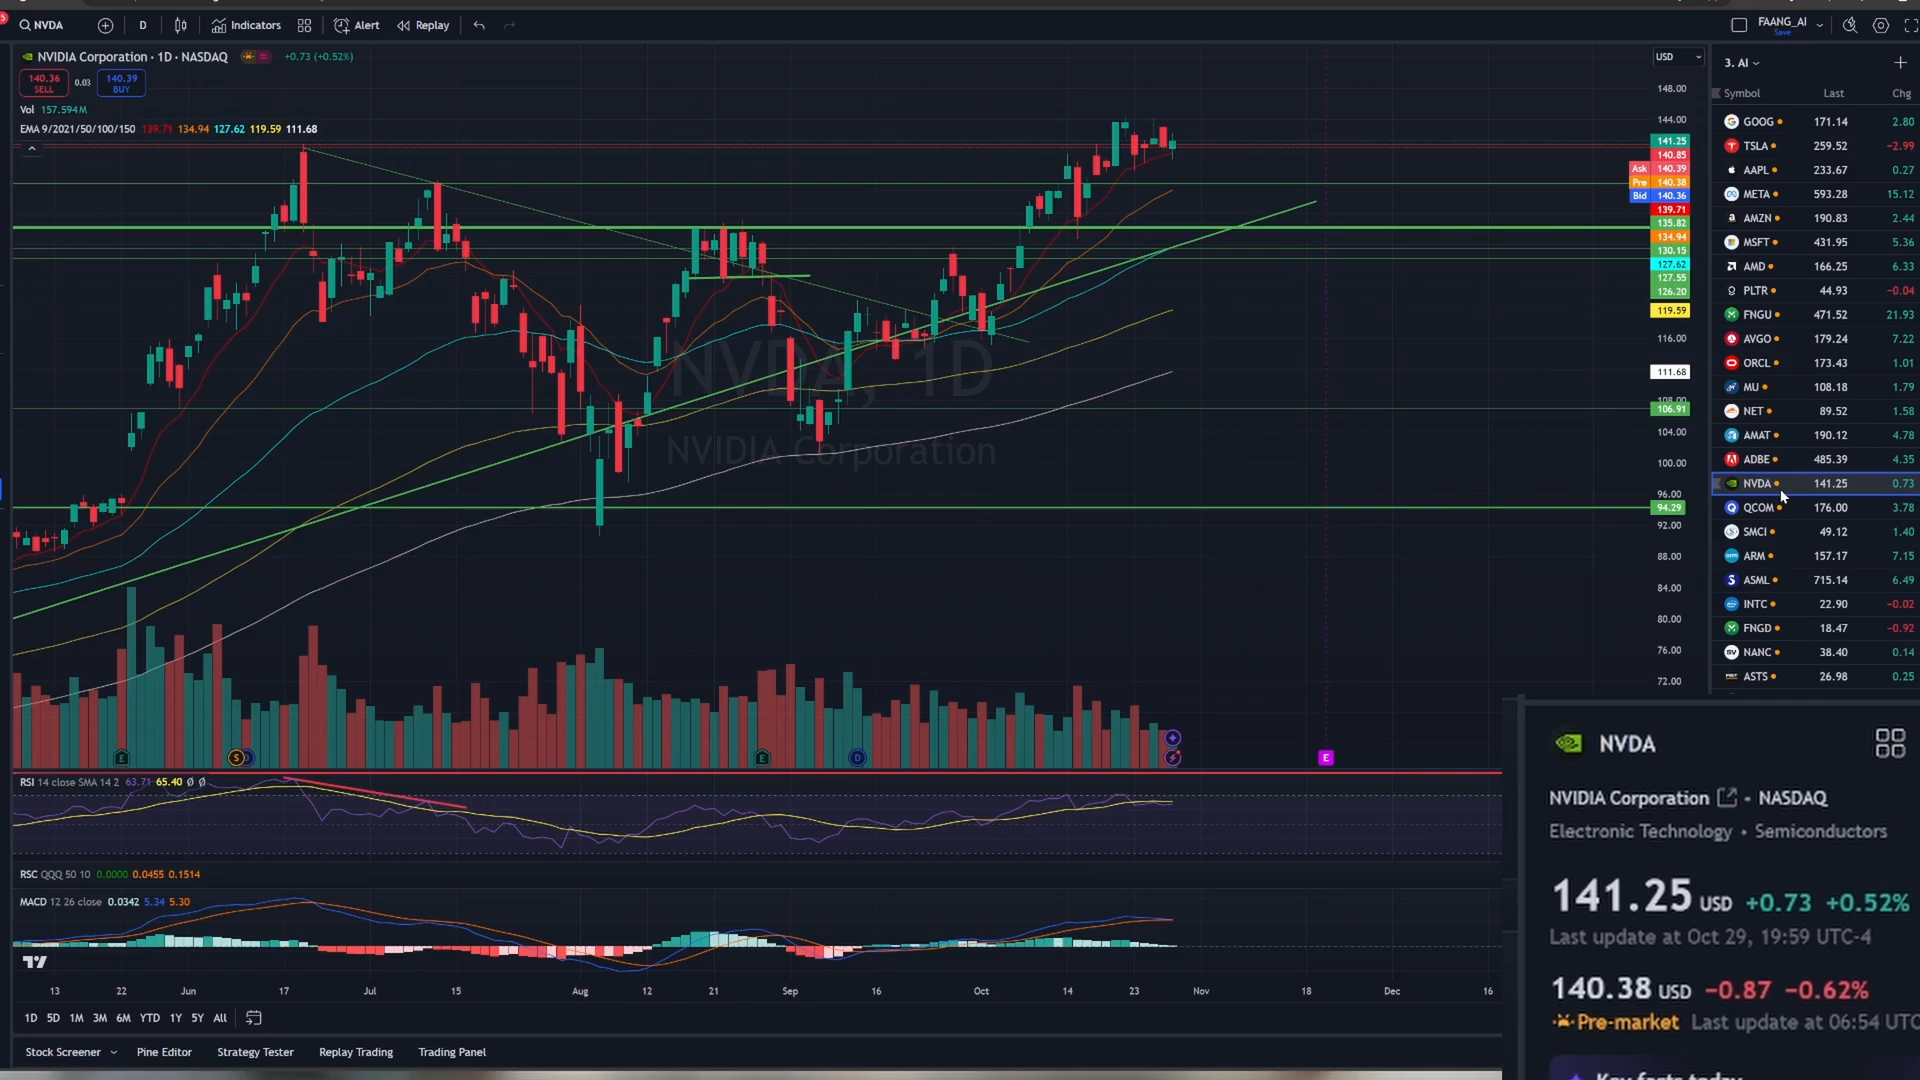 NVDA D Indicators Alert Replay FAANG_AI
Save
NVIDIA Corporation · 1D · NASDAQ +0.73 (+0.52%) USD 3. AI
140.36 0.03 140.39
SELL BUY
Vol 157.594M
EMA 9/2021/50/100/150 139.71 134.94 127.62 119.59 111.68
148.00
144.00
141.25
140.85
Ask 140.39
Pre 140.38
Bid 140.36
139.71
135.82
134.94
130.15
127.62
127.55
126.20
119.59
116.00
111.68
108.00
106.91
104.00
100.00
96.00
94.29
92.00
88.00
84.00
80.00
76.00
72.00
NVDA, 1D
NVIDIA Corporation
Symbol Last Chg
GOOG 171.14 2.80
TSLA 259.52 −2.99
AAPL 233.67 0.27
META 593.28 15.12
AMZN 190.83 2.44
MSFT 431.95 5.36
AMD 166.25 6.33
PLTR 44.93 −0.04
FNGU 471.52 21.93
AVGO 179.24 7.22
ORCL 173.43 1.01
MU 108.18 1.79
NET 89.52 1.58
AMAT 190.12 4.78
ADBE 485.39 4.35
NVDA 141.25 0.73
QCOM 176.00 3.78
SMCI 49.12 1.40
ARM 157.17 7.15
ASML 715.14 6.49
INTC 22.90 −0.02
FNGD 18.47 −0.92
NANC 38.40 0.14
ASTS 26.98 0.25
E S D E D E
RSI 14 close SMA 14 2 63.71 65.40 Ø Ø
RSC QQQ 50 10 0.0000 0.0455 0.1514
MACD 12 26 close 0.0342 5.34 5.30
13 22 Jun 17 Jul 15 Aug 12 21 Sep 16 Oct 14 23 Nov 18 Dec 16
1D 5D 1M 3M 6M YTD 1Y 5Y All
Stock Screener Pine Editor Strategy Tester Replay Trading Trading Panel
NVDA
NVIDIA Corporation • NASDAQ
Electronic Technology • Semiconductors
141.25 USD +0.73 +0.52%
Last update at Oct 29, 19:59 UTC-4
140.38 USD −0.87 −0.62%
Pre-market Last update at 06:54 UTC
Key facts today